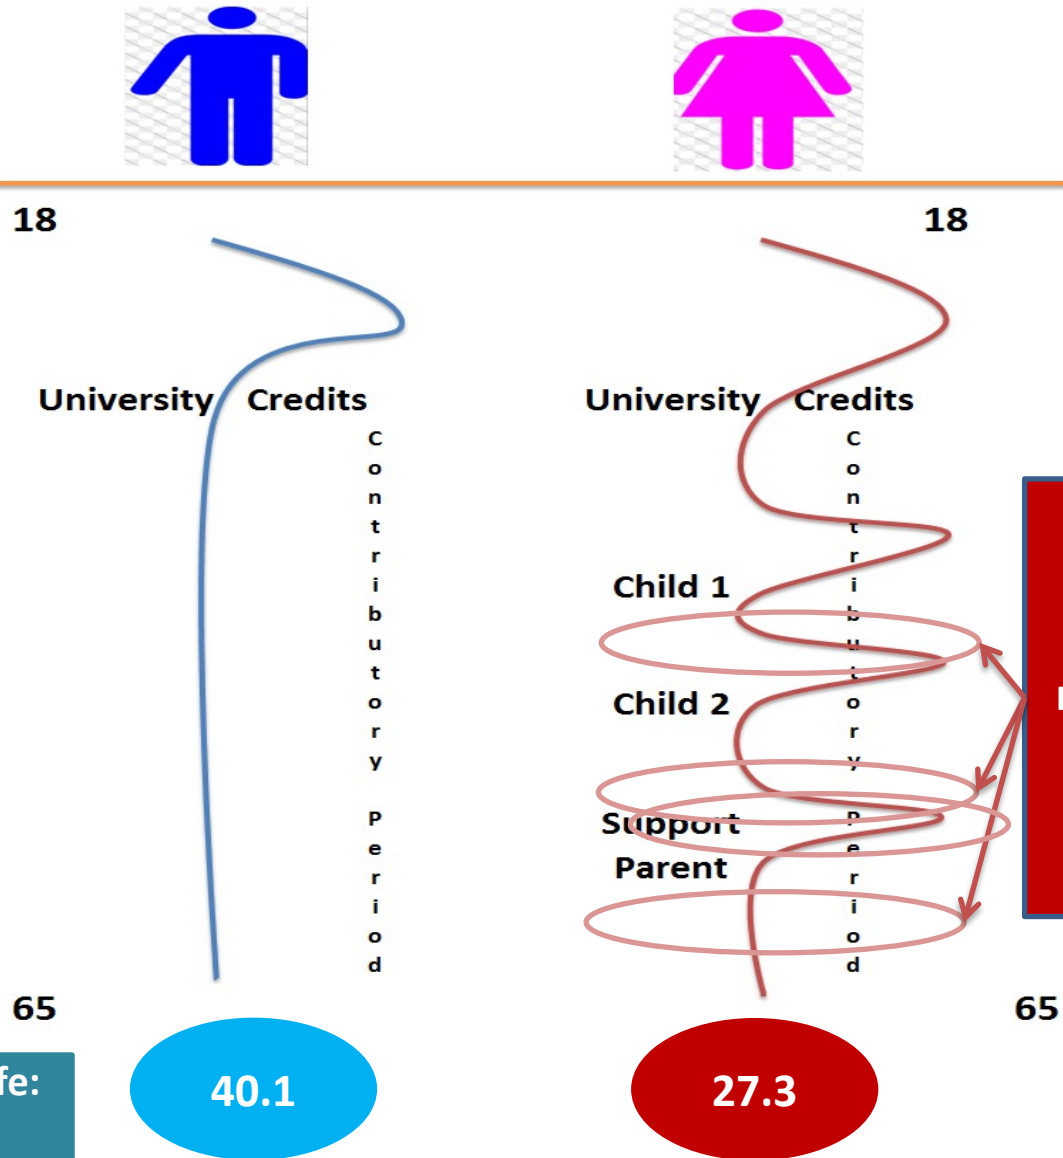 18
18
University Credits
University Credits
Contributory Period
Contributory Period
Child 1
Child 2
Support
Parent
65
65
fe:
40.1
27.3